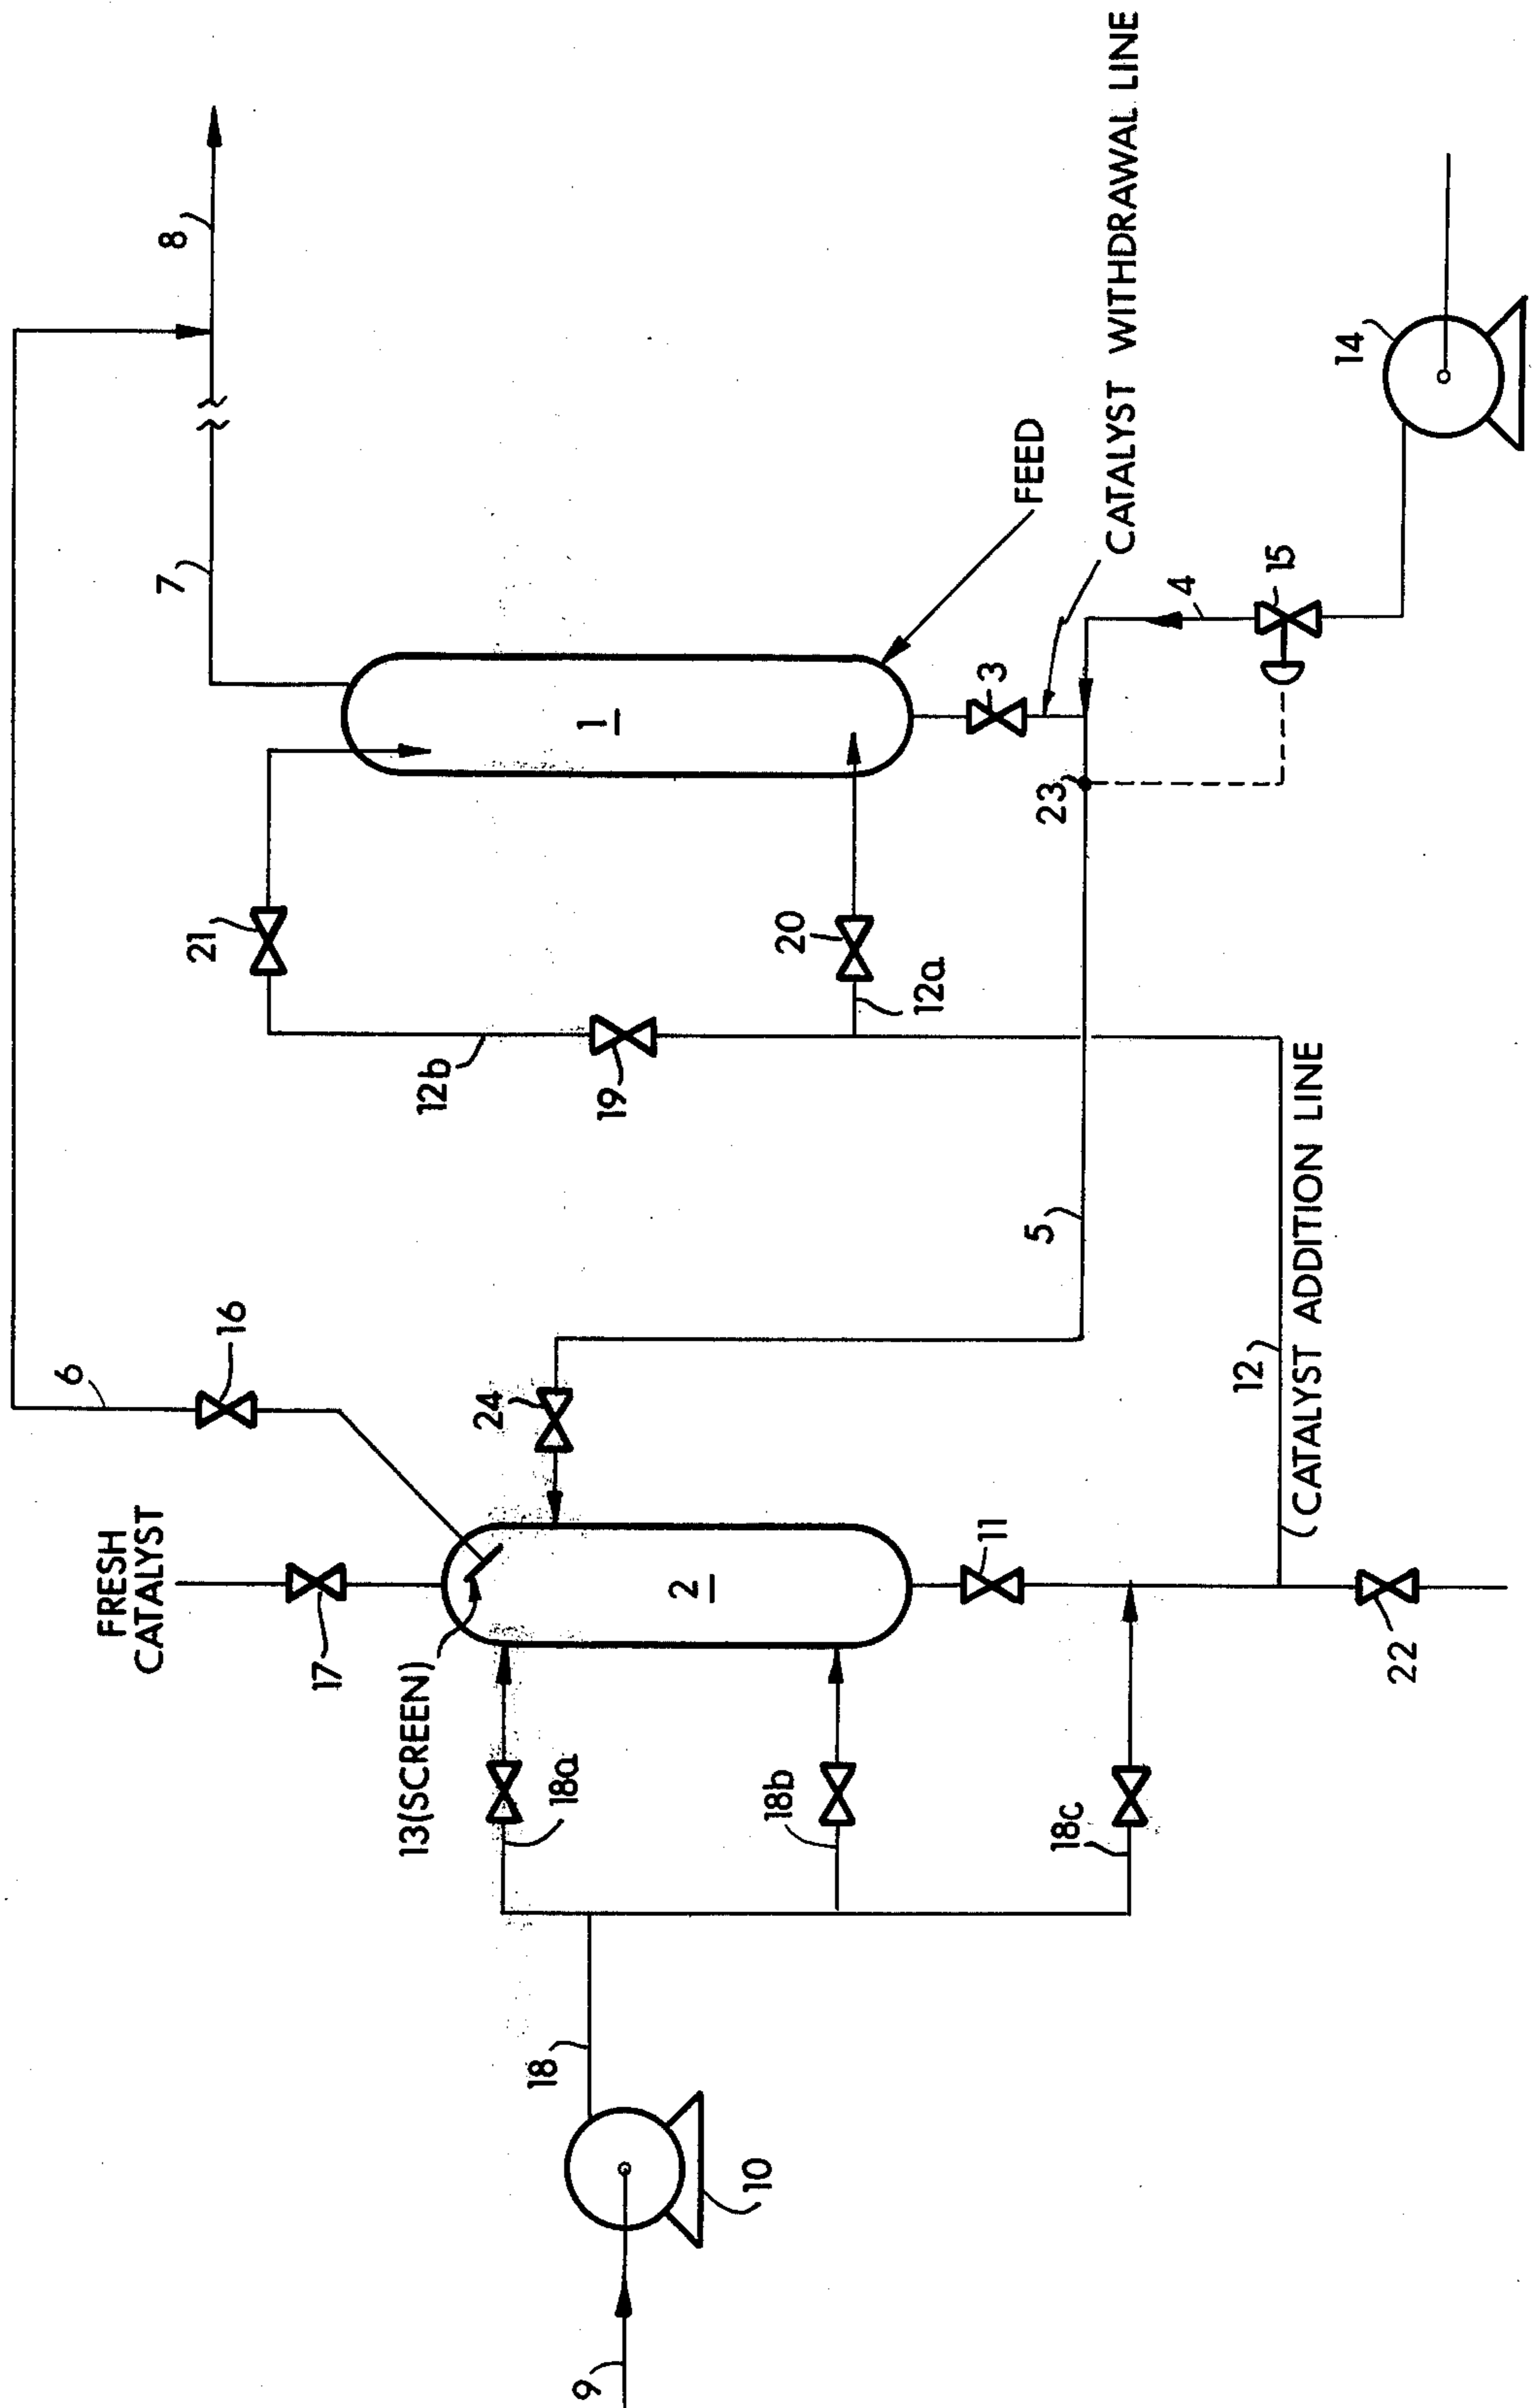 8
7
6
16
FRESH
CATALYST
17
13(SCREEN)
24
2
11
18a
18b
18c
18
9
10
22
21
12b
19
20
12a
1
FEED
3
CATALYST WITHDRAWAL LINE
23
4
15
14
5
12
CATALYST ADDITION LINE